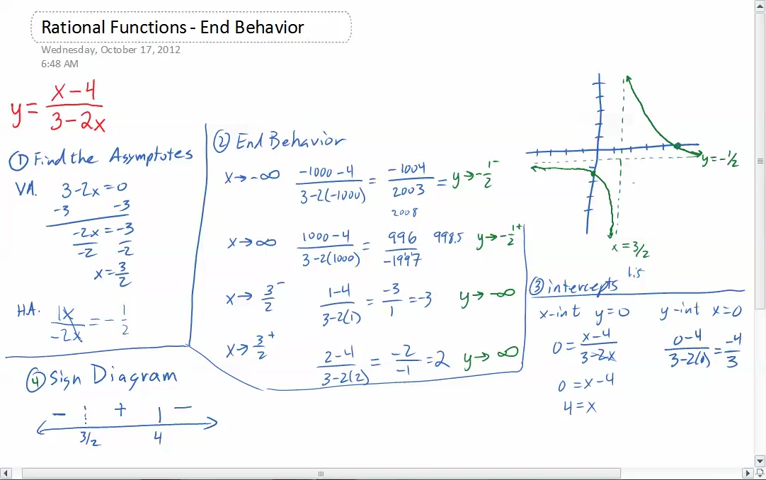 Rational Functions - End Behavior
Wednesday, October 17, 2012
6:48 AM
y = (x-4)/(3-2x)
① Find the Asymptotes
VA. 3-2x=0
-3 -3
-2x = -3
-2 -2
x = 3/2
HA. 1x/-2x = -1/2
② End Behavior
x→-∞ (-1000-4)/(3-2(-1000)) = -1004/2003 = y→-1/2⁻
2008
x→∞ (1000-4)/(3-2(1000)) = 996/-1997 998.5 y→-1/2⁺
x→3/2⁻ (1-4)/(3-2(1)) = -3/1 = -3 y→-∞
x→3/2⁺ (2-4)/(3-2(2)) = -2/-1 = 2 y→∞
y=-1/2
x=3/2
1.5
③ intercepts
x-int y=0
0 = (x-4)/(3-2x)
0 = x-4
4 = x
y-int x=0
(0-4)/(3-2(0)) = -4/3
④ Sign Diagram
- + -
3/2 4